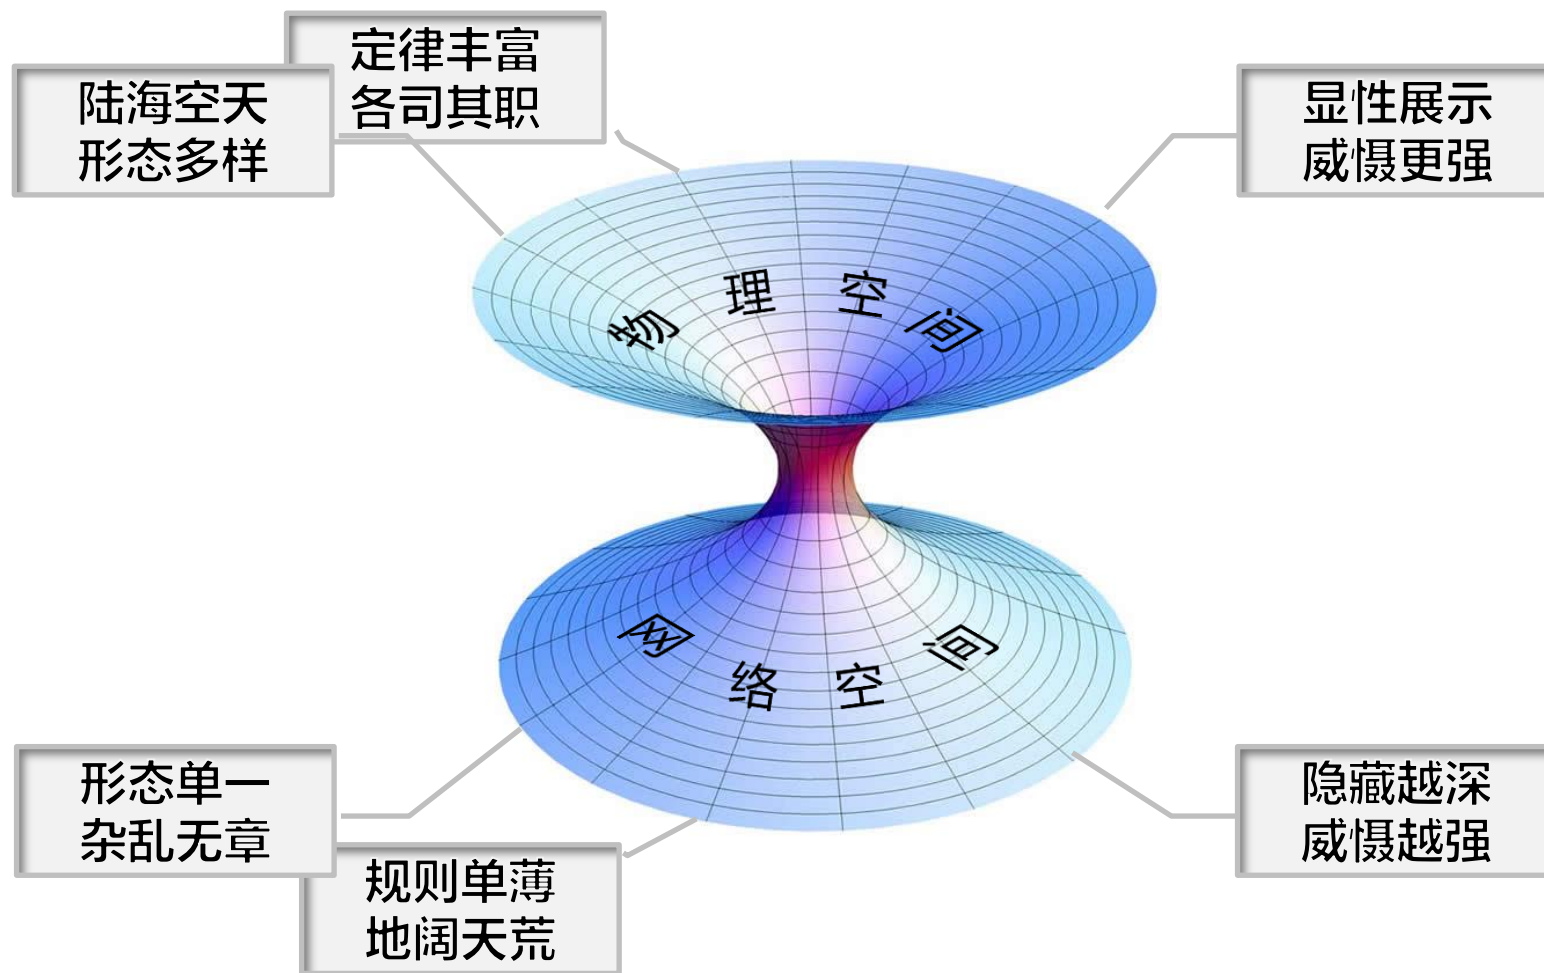 定律丰富
各司其职
陆海空天
形态多样
显性展示
威慑更强
物理空间
网络空间
形态单一
杂乱无章
规则单薄
地阔天荒
隐藏越深
威慑越强